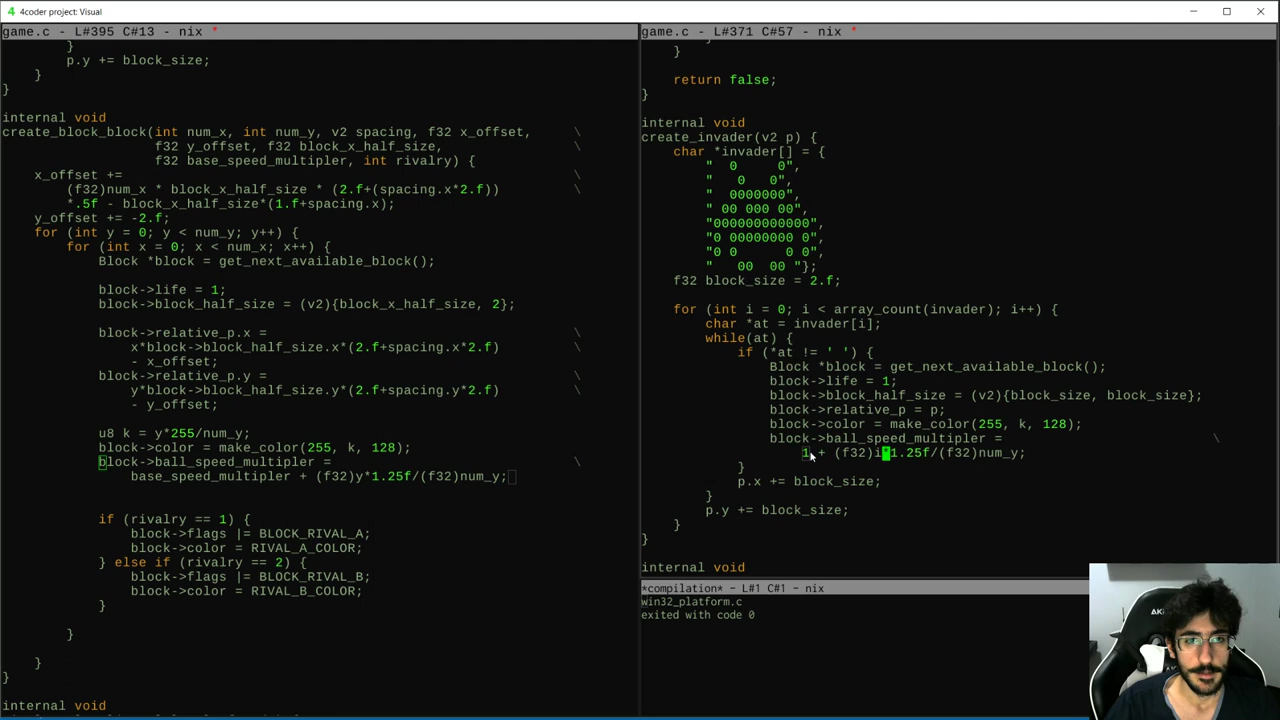 4coder project: Visual
game.c - L#395 C#13 - nix *
}
p.y += block_size;
}
}
internal void
create_block_block(int num_x, int num_y, v2 spacing, f32 x_offset, \
f32 y_offset, f32 block_x_half_size, \
f32 base_speed_multipler, int rivalry) {
x_offset +=
(f32)num_x * block_x_half_size * (2.f+(spacing.x*2.f)) \
*.5f - block_x_half_size*(1.f+spacing.x);
y_offset += -2.f;
for (int y = 0; y < num_y; y++) {
for (int x = 0; x < num_x; x++) {
Block *block = get_next_available_block();
block->life = 1;
block->block_half_size = (v2){block_x_half_size, 2};
block->relative_p.x = \
x*block->block_half_size.x*(2.f+spacing.x*2.f) \
- x_offset;
block->relative_p.y = \
y*block->block_half_size.y*(2.f+spacing.y*2.f) \
- y_offset;
u8 k = y*255/num_y;
block->color = make_color(255, k, 128);
block->ball_speed_multipler = \
base_speed_multipler + (f32)y*1.25f/(f32)num_y;
if (rivalry == 1) {
block->flags |= BLOCK_RIVAL_A;
block->color = RIVAL_A_COLOR;
} else if (rivalry == 2) {
block->flags |= BLOCK_RIVAL_B;
block->color = RIVAL_B_COLOR;
}
}
}
}
internal void
game.c - L#371 C#57 - nix *
}
return false;
}
internal void
create_invader(v2 p) {
char *invader[] = {
"  0     0",
"   0   0",
"  0000000",
" 00 000 00",
"000000000000",
"0 00000000 0",
"0 0      0 0",
"   00  00 "};
f32 block_size = 2.f;
for (int i = 0; i < array_count(invader); i++) {
char *at = invader[i];
while(at) {
if (*at != ' ') {
Block *block = get_next_available_block();
block->life = 1;
block->block_half_size = (v2){block_size, block_size};
block->relative_p = p;
block->color = make_color(255, k, 128);
block->ball_speed_multipler = \
1 + (f32)i*1.25f/(f32)num_y;
}
p.x += block_size;
}
p.y += block_size;
}
}
internal void
*compilation* - L#1 C#1 - nix
win32_platform.c
exited with code 0